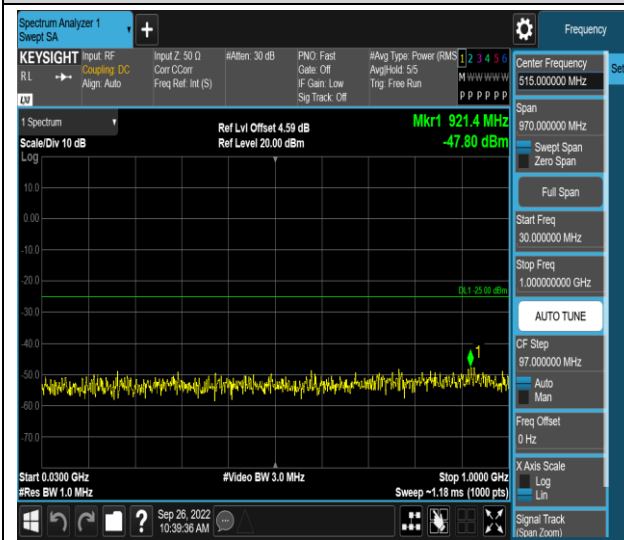 Spectrum Analyzer 1
Swept SA
+
Frequency
KEYSIGHT
RL
LXI
Input: RF
Coupling: DC
Align: Auto
Input Z: 50 Ω
Corr CCorr
Freq Ref: Int (S)
#Atten: 30 dB
PNO: Fast
Gate: Off
IF Gain: Low
Sig Track: Off
#Avg Type: Power (RMS
Avg|Hold: 5/5
Trig: Free Run
1 2 3 4 5 6
M W W W W W
P P P P P P
Center Frequency
515.000000 MHz
Set
Span
970.000000 MHz
Swept Span
Zero Span
Full Span
Start Freq
30.000000 MHz
Stop Freq
1.000000000 GHz
AUTO TUNE
CF Step
97.000000 MHz
Auto
Man
Freq Offset
0 Hz
X Axis Scale
Log
Lin
Signal Track
(Span Zoom)
1 Spectrum
Scale/Div 10 dB
Log
Ref Lvl Offset 4.59 dB
Ref Level 20.00 dBm
Mkr1 921.4 MHz
-47.80 dBm
10.0
0.00
-10.0
-20.0
DL1 -25.00 dBm
-30.0
-40.0
1
-50.0
-60.0
-70.0
Start 0.0300 GHz
#Res BW 1.0 MHz
#Video BW 3.0 MHz
Stop 1.0000 GHz
Sweep ~1.18 ms (1000 pts)
?
Sep 26, 2022
10:39:36 AM